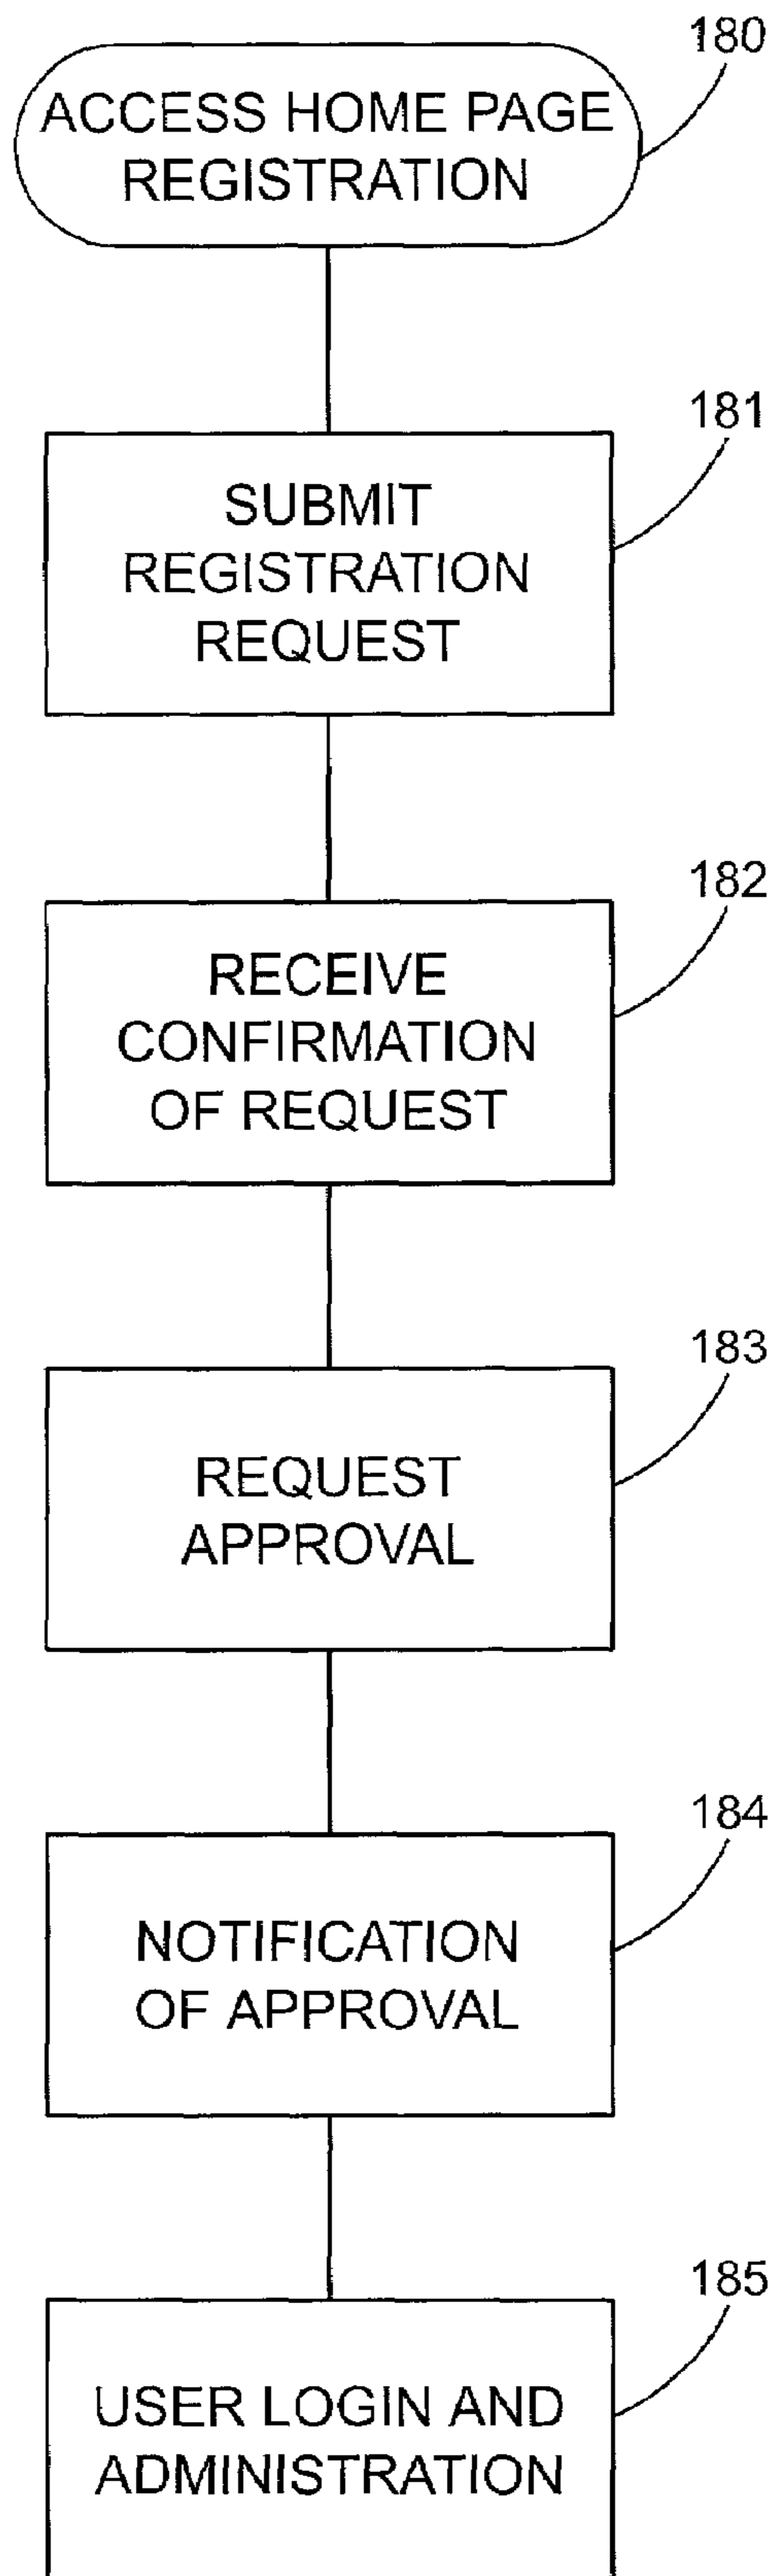 180
ACCESS HOME PAGE
REGISTRATION
181
SUBMIT
REGISTRATION
REQUEST
182
RECEIVE
CONFIRMATION
OF REQUEST
183
REQUEST
APPROVAL
184
NOTIFICATION
OF APPROVAL
185
USER LOGIN AND
ADMINISTRATION